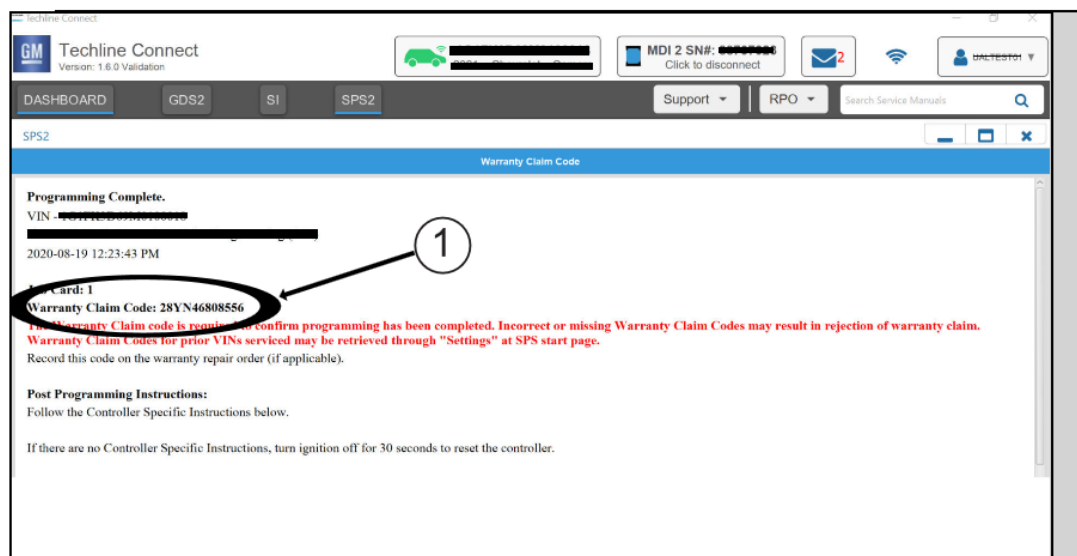 Techline Connect
GM
Techline Connect
Version: 1.6.0 Validation
MDI 2 SN#:
Click to disconnect
2
DASHBOARD GDS2 SI SPS2 Support RPO Search Service Manuals
SPS2
Warranty Claim Code
Programming Complete.
VIN -
2020-08-19 12:23:43 PM
1
Card: 1
Warranty Claim Code: 28YN46808556
The Warranty Claim code is required to confirm programming has been completed. Incorrect or missing Warranty Claim Codes may result in rejection of warranty claim.
Warranty Claim Codes for prior VINs serviced may be retrieved through "Settings" at SPS start page.
Record this code on the warranty repair order (if applicable).
Post Programming Instructions:
Follow the Controller Specific Instructions below.
If there are no Controller Specific Instructions, turn ignition off for 30 seconds to reset the controller.